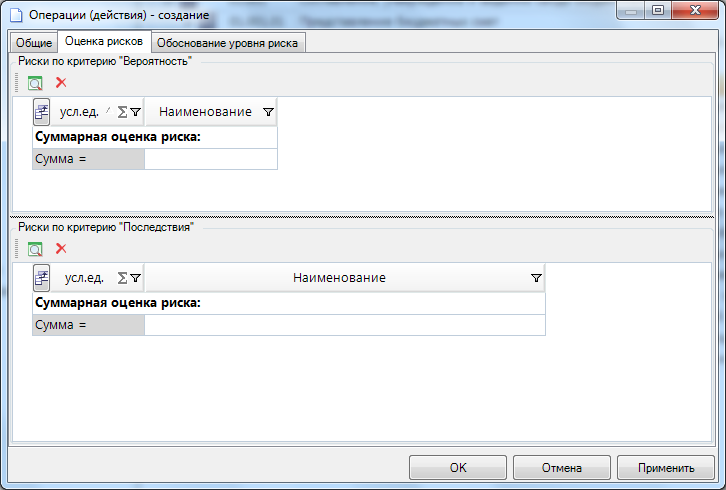 Операции (действия) - создание
Общие Оценка рисков Обоснование уровня риска
Риски по критерию "Вероятность"
усл.ед. Наименование
Суммарная оценка риска:
Сумма =
Риски по критерию "Последствия"
усл.ед. Наименование
Суммарная оценка риска:
Сумма =
OK Отмена Применить